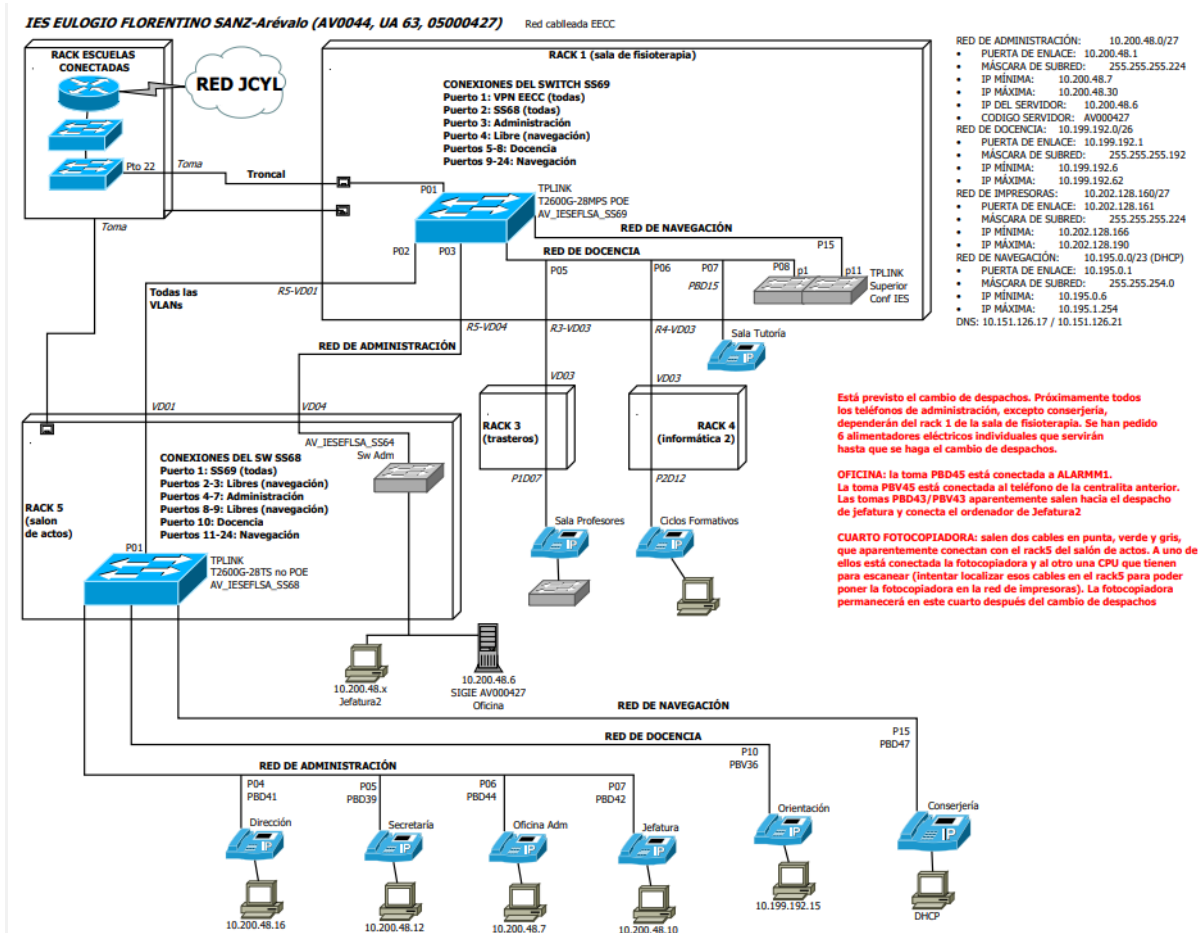 IES EULOGIO FLORENTINO SANZ-Arévalo (AV0044, UA 63, 05000427) Red cablleada EECC
RACK ESCUELAS
CONECTADAS
RED JCYL
Pto 22
Toma
Troncal
Toma
RACK 1 (sala de fisioterapia)
CONEXIONES DEL SWITCH SS69
Puerto 1: VPN EECC (todas)
Puerto 2: SS68 (todas)
Puerto 3: Administración
Puerto 4: Libre (navegación)
Puertos 5-8: Docencia
Puertos 9-24: Navegación
P01
TPLINK
T2600G-28MPS POE
AV_IESEFLSA_SS69
RED DE NAVEGACIÓN
P15
P02
P03
RED DE DOCENCIA
P05
P06
P07
P08
PBD15
p1
p11
TPLINK
Superior
Conf IES
Todas las
VLANs
R5-VD01
R5-VD04
R3-VD03
R4-VD03
Sala Tutoría
RED DE ADMINISTRACIÓN
RED DE ADMINISTRACIÓN: 10.200.48.0/27
• PUERTA DE ENLACE: 10.200.48.1
• MÁSCARA DE SUBRED: 255.255.255.224
• IP MÍNIMA: 10.200.48.7
• IP MÁXIMA: 10.200.48.30
• IP DEL SERVIDOR: 10.200.48.6
• CODIGO SERVIDOR: AV000427
RED DE DOCENCIA: 10.199.192.0/26
• PUERTA DE ENLACE: 10.199.192.1
• MÁSCARA DE SUBRED: 255.255.255.192
• IP MÍNIMA: 10.199.192.6
• IP MÁXIMA: 10.199.192.62
RED DE IMPRESORAS: 10.202.128.160/27
• PUERTA DE ENLACE: 10.202.128.161
• MÁSCARA DE SUBRED: 255.255.255.224
• IP MÍNIMA: 10.202.128.166
• IP MÁXIMA: 10.202.128.190
RED DE NAVEGACIÓN: 10.195.0.0/23 (DHCP)
• PUERTA DE ENLACE: 10.195.0.1
• MÁSCARA DE SUBRED: 255.255.254.0
• IP MÍNIMA: 10.195.0.6
• IP MÁXIMA: 10.195.1.254
DNS: 10.151.126.17 / 10.151.126.21
VD03
RACK 3
(trasteros)
P1D07
VD03
RACK 4
(informática 2)
P2D12
Sala Profesores
IP
Ciclos Formativos
IP
IP
Está previsto el cambio de despachos. Próximamente todos
los teléfonos de administración, excepto conserjería,
dependerán del rack 1 de la sala de fisioterapia. Se han pedido
6 alimentadores eléctricos individuales que servirán
hasta que se haga el cambio de despachos.
OFICINA: la toma PBD45 está conectada a ALARMM1.
La toma PBV45 está conectada al teléfono de la centralita anterior.
Las tomas PBD43/PBV43 aparentemente salen hacia el despacho
de jefatura y conecta el ordenador de Jefatura2
CUARTO FOTOCOPIADORA: salen dos cables en punta, verde y gris,
que aparentemente conectan con el rack5 del salón de actos. A uno de
ellos está conectada la fotocopiadora y al otro una CPU que tienen
para escanear (intentar localizar esos cables en el rack5 para poder
poner la fotocopiadora en la red de impresoras). La fotocopiadora
permanecerá en este cuarto después del cambio de despachos
VD01
VD04
AV_IESEFLSA_SS64
Sw Adm
CONEXIONES DEL SW SS68
Puerto 1: SS69 (todas)
Puertos 2-3: Libres (navegación)
Puertos 4-7: Administración
Puertos 8-9: Libres (navegación)
Puerto 10: Docencia
Puertos 11-24: Navegación
RACK 5
(salon
de actos)
P01
TPLINK
T2600G-28TS no POE
AV_IESEFLSA_SS68
10.200.48.x
Jefatura2
10.200.48.6
SIGIE AV000427
Oficina
RED DE NAVEGACIÓN
P15
PBD47
RED DE DOCENCIA
P10
PBV36
RED DE ADMINISTRACIÓN
P04
PBD41
P05
PBD39
P06
PBD44
P07
PBD42
Dirección
IP
Secretaría
IP
Oficina Adm
IP
Jefatura
IP
Orientación
IP
Conserjería
IP
10.200.48.16
10.200.48.12
10.200.48.7
10.200.48.10
10.199.192.15
DHCP